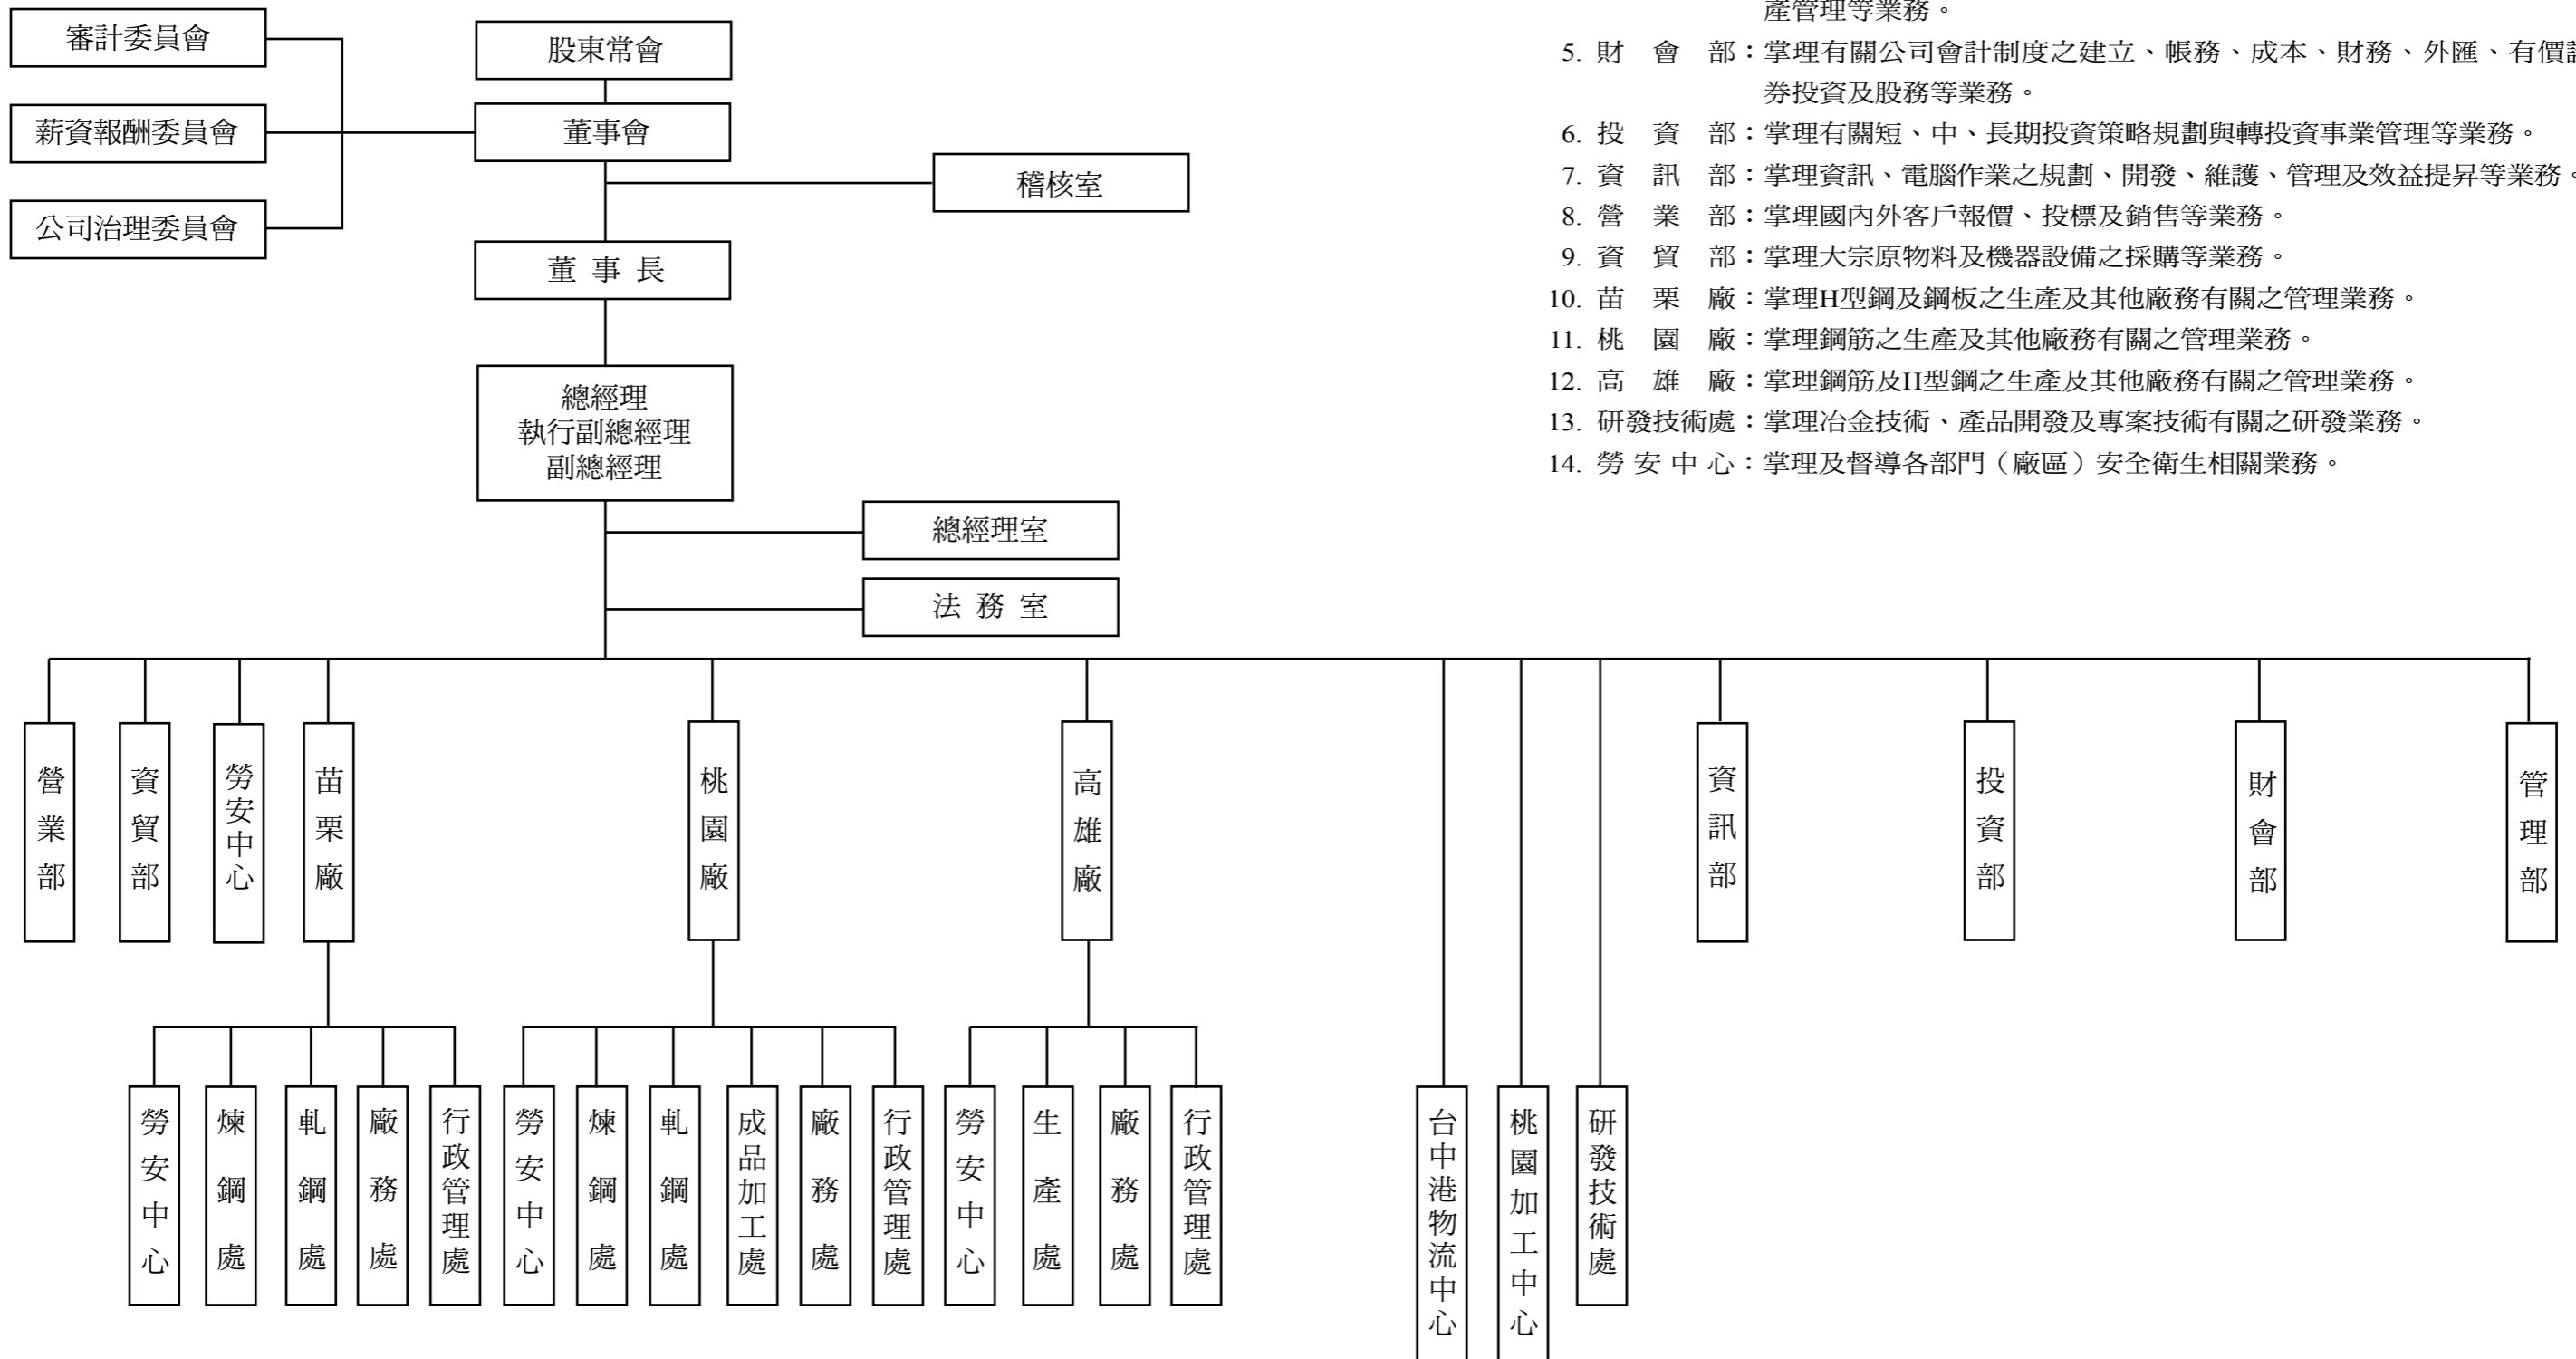 審計委員會
薪資報酬委員會
公司治理委員會
股東常會
董事會
稽核室
董 事 長
總經理
執行副總經理
副總經理
總經理室
法 務 室
營業部
資貿部
勞安中心
苗栗廠
桃園廠
高雄廠
資訊部
投資部
財會部
管理部
勞安中心
煉鋼處
軋鋼處
廠務處
行政管理處
勞安中心
煉鋼處
軋鋼處
成品加工處
廠務處
行政管理處
勞安中心
生產處
廠務處
行政管理處
台中港物流中心
桃園加工中心
研發技術處
產管理等業務。
5. 財 會 部：掌理有關公司會計制度之建立、帳務、成本、財務、外匯、有價
券投資及股務等業務。
6. 投 資 部：掌理有關短、中、長期投資策略規劃與轉投資事業管理等業務。
7. 資 訊 部：掌理資訊、電腦作業之規劃、開發、維護、管理及效益提昇等業務。
8. 營 業 部：掌理國內外客戶報價、投標及銷售等業務。
9. 資 貿 部：掌理大宗原物料及機器設備之採購等業務。
10. 苗 栗 廠：掌理H型鋼及鋼板之生產及其他廠務有關之管理業務。
11. 桃 園 廠：掌理鋼筋之生產及其他廠務有關之管理業務。
12. 高 雄 廠：掌理鋼筋及H型鋼之生產及其他廠務有關之管理業務。
13. 研發技術處：掌理冶金技術、產品開發及專案技術有關之研發業務。
14. 勞 安 中 心：掌理及督導各部門（廠區）安全衛生相關業務。